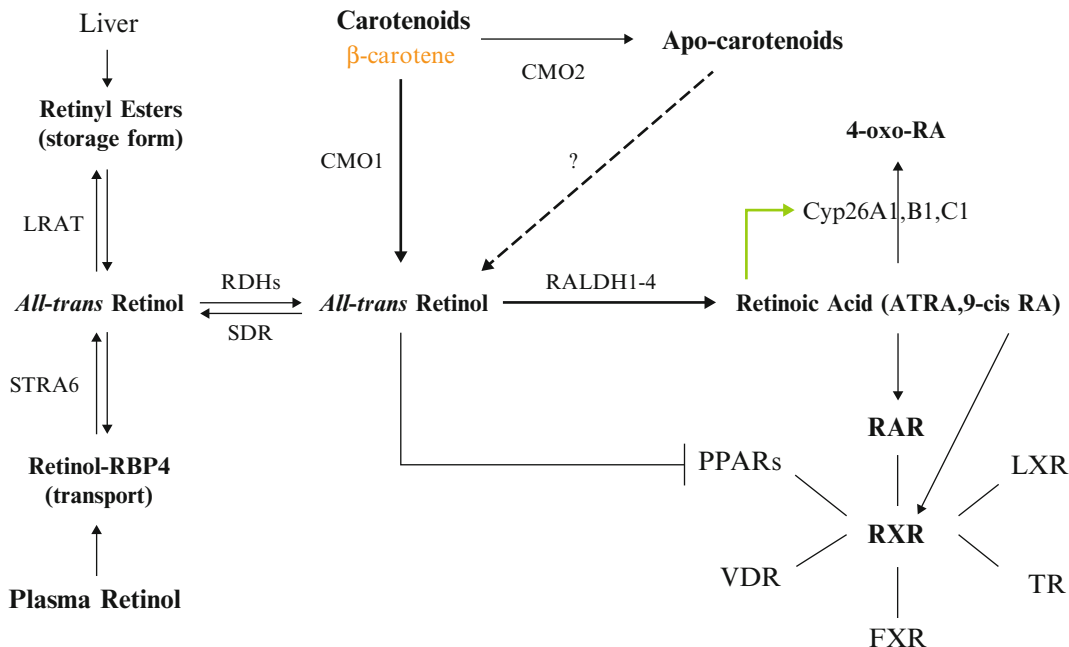 Liver
Carotenoids
β-carotene
Apo-carotenoids
CMO2
Retinyl Esters
(storage form)
4-oxo-RA
CMO1
?
LRAT
Cyp26A1,B1,C1
RDHs
RALDH1-4
All-trans Retinol
All-trans Retinol
Retinoic Acid (ATRA,9-cis RA)
SDR
STRA6
RAR
Retinol-RBP4
(transport)
PPARs
LXR
RXR
VDR
TR
Plasma Retinol
FXR